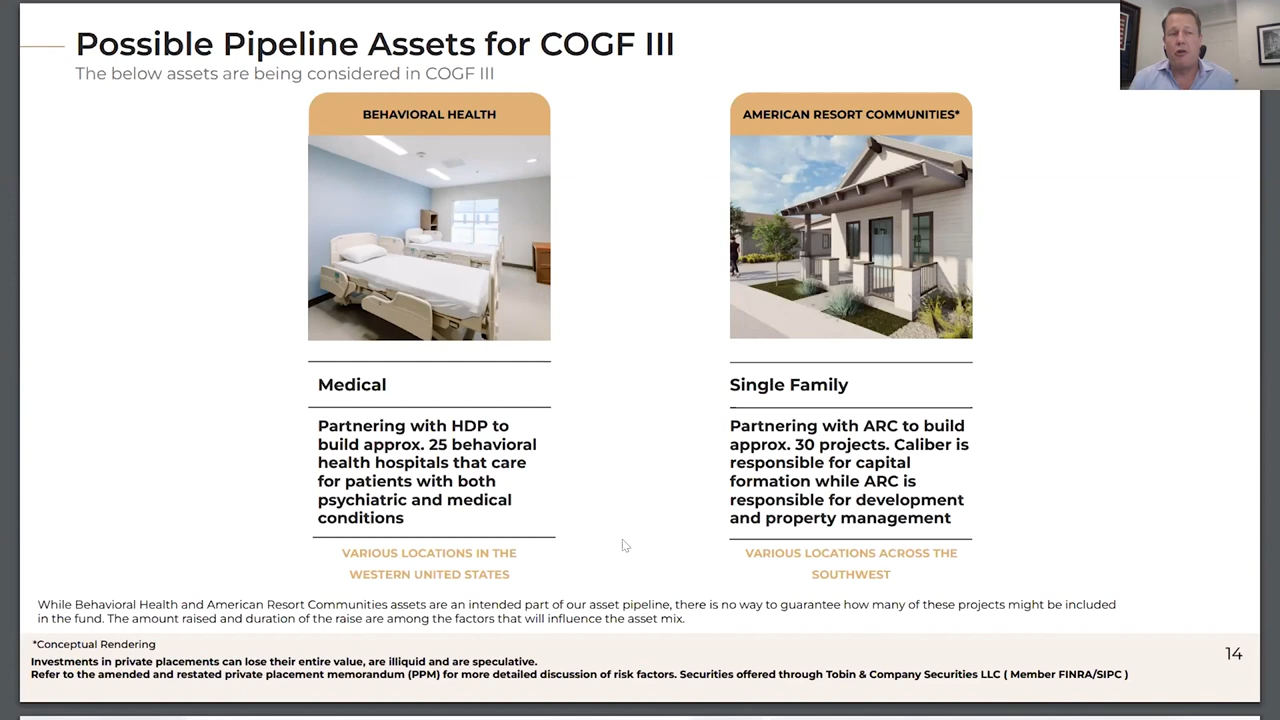 Possible Pipeline Assets for COGF III
The below assets are being considered in COGF III
BEHAVIORAL HEALTH
Medical
Partnering with HDP to
build approx. 25 behavioral
health hospitals that care
for patients with both
psychiatric and medical
conditions
VARIOUS LOCATIONS IN THE
WESTERN UNITED STATES
AMERICAN RESORT COMMUNITIES*
Single Family
Partnering with ARC to build
approx. 30 projects. Caliber is
responsible for capital
formation while ARC is
responsible for development
and property management
VARIOUS LOCATIONS ACROSS THE
SOUTHWEST
While Behavioral Health and American Resort Communities assets are an intended part of our asset pipeline, there is no way to guarantee how many of these projects might be included
in the fund. The amount raised and duration of the raise are among the factors that will influence the asset mix.
*Conceptual Rendering
Investments in private placements can lose their entire value, are illiquid and are speculative.
Refer to the amended and restated private placement memorandum (PPM) for more detailed discussion of risk factors. Securities offered through Tobin & Company Securities LLC ( Member FINRA/SIPC )
14